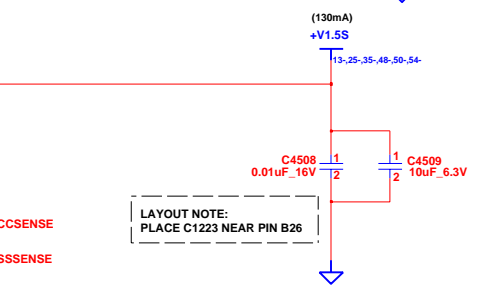 (130mA)
+V1.5S
13-,25-,35-,48-,50-,54-
C4508 1
0.01uF_16V 2
1 C4509
2 10uF_6.3V
LAYOUT NOTE:
PLACE C1223 NEAR PIN B26
CCSENSE
SSSENSE